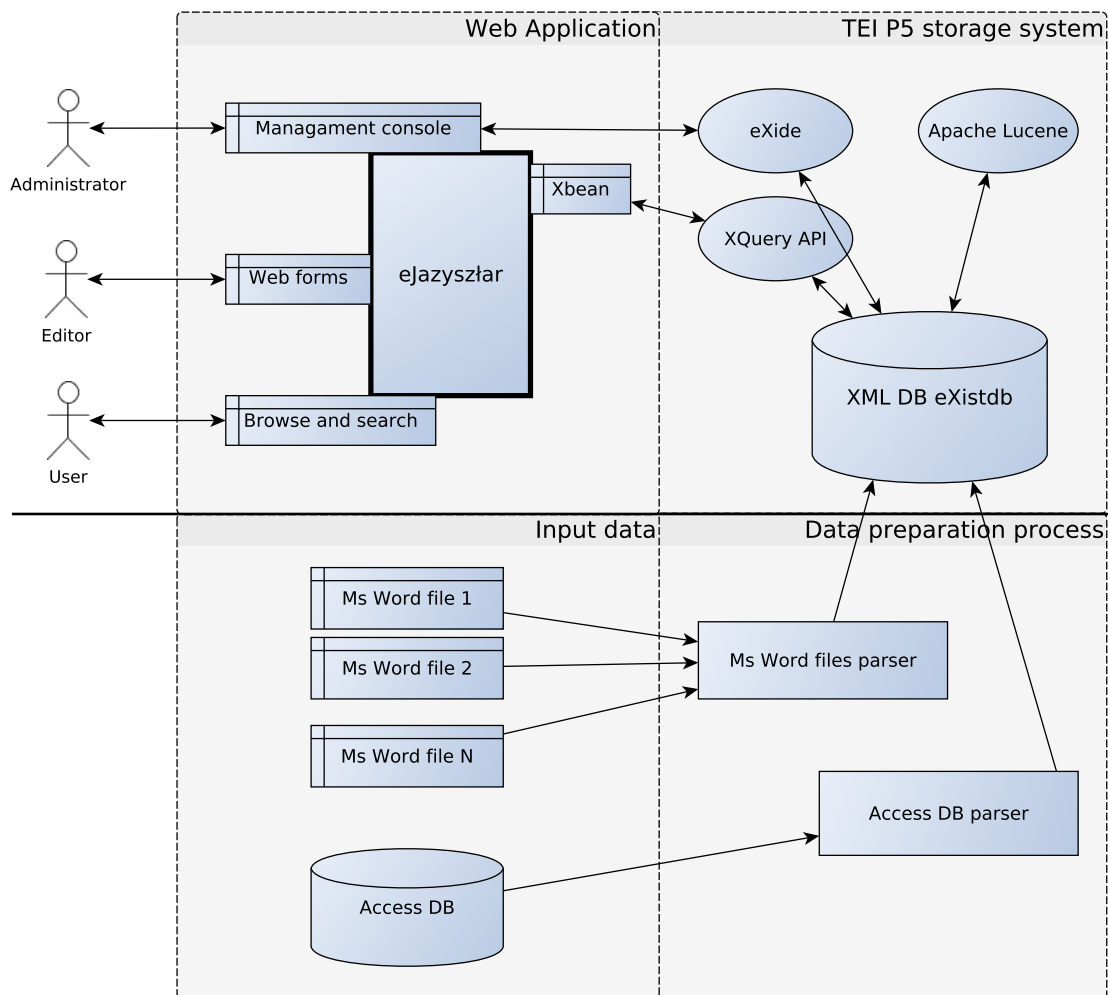 Web Application
TEI P5 storage system
Managament console
eXide
Apache Lucene
Administrator
Xbean
XQuery API
Web forms
eJazyszłar
Editor
XML DB eXistdb
Browse and search
User
Input data
Data preparation process
Ms Word file 1
Ms Word file 2
Ms Word files parser
Ms Word file N
Access DB parser
Access DB